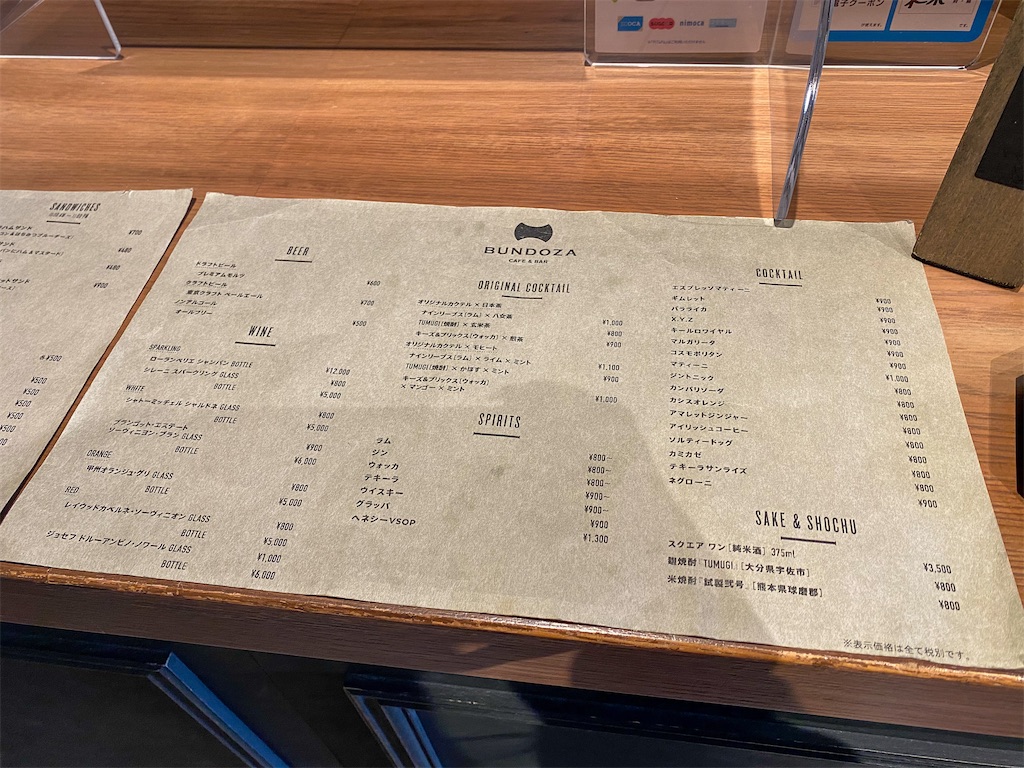 nimoca
電子クーポン
SANDWICHES
¥700
¥680
¥680
各¥500
¥500
¥500
¥500
¥500
BUNDOZA
CAFE & BAR
BEER
ドラフトビール
プレミアムモルツ ¥600
クラフトビール
東京クラフト ペールエール ¥700
ノンアルコール
オールフリー ¥500
WINE
SPARKLING
ローランペリエ シャンパン BOTTLE ¥12,000
シレーニ スパークリング GLASS ¥800
BOTTLE ¥5,000
WHITE
シャトーミッチェル シャルドネ GLASS ¥800
BOTTLE ¥5,000
ブランゴット・エステート
ソーヴィニヨン・ブラン GLASS ¥900
BOTTLE ¥6,000
ORANGE
甲州オランジュ・グリ GLASS ¥800
BOTTLE ¥5,000
RED
レイウッドカベルネ・ソーヴィニオン GLASS ¥800
BOTTLE ¥5,000
ジョセフ ドルーアンピノ・ノワール GLASS ¥1,000
BOTTLE ¥6,000
ORIGINAL COCKTAIL
オリジナルカクテル × 日本茶
ナインリーブス(ラム) × 八女茶 ¥1,000
TUMUGI(焼酎) × 玄米茶 ¥800
キーズ&ブリックス(ウォッカ) × 煎茶 ¥900
オリジナルカクテル × モヒート
ナインリーブス(ラム) × ライム × ミント ¥1,100
TUMUGI(焼酎) × かぼす × ミント ¥900
キーズ&ブリックス(ウォッカ)
× マンゴー × ミント ¥1,000
SPIRITS
ラム ¥800~
ジン ¥800~
ウォッカ ¥800~
テキーラ ¥900~
ウイスキー ¥900~
グラッパ ¥900
ヘネシーVSOP ¥1,300
COCKTAIL
エスプレッソマティーニ ¥900
ギムレット ¥900
バラライカ ¥900
X.Y.Z ¥900
キールロワイヤル ¥900
マルガリータ ¥900
コスモポリタン ¥900
マティーニ ¥1,000
ジントニック ¥800
カンパリソーダ ¥800
カシスオレンジ ¥800
アマレットジンジャー ¥800
アイリッシュコーヒー ¥800
ソルティードッグ ¥800
カミカゼ ¥800
テキーラサンライズ ¥800
ネグローニ ¥900
SAKE & SHOCHU
スクエア ワン [純米酒] 375ml ¥3,500
麹焼酎「TUMUGI」[大分県宇佐市] ¥800
米焼酎「試製弐号」[熊本県球磨郡] ¥800
※表示価格は全て税別です。